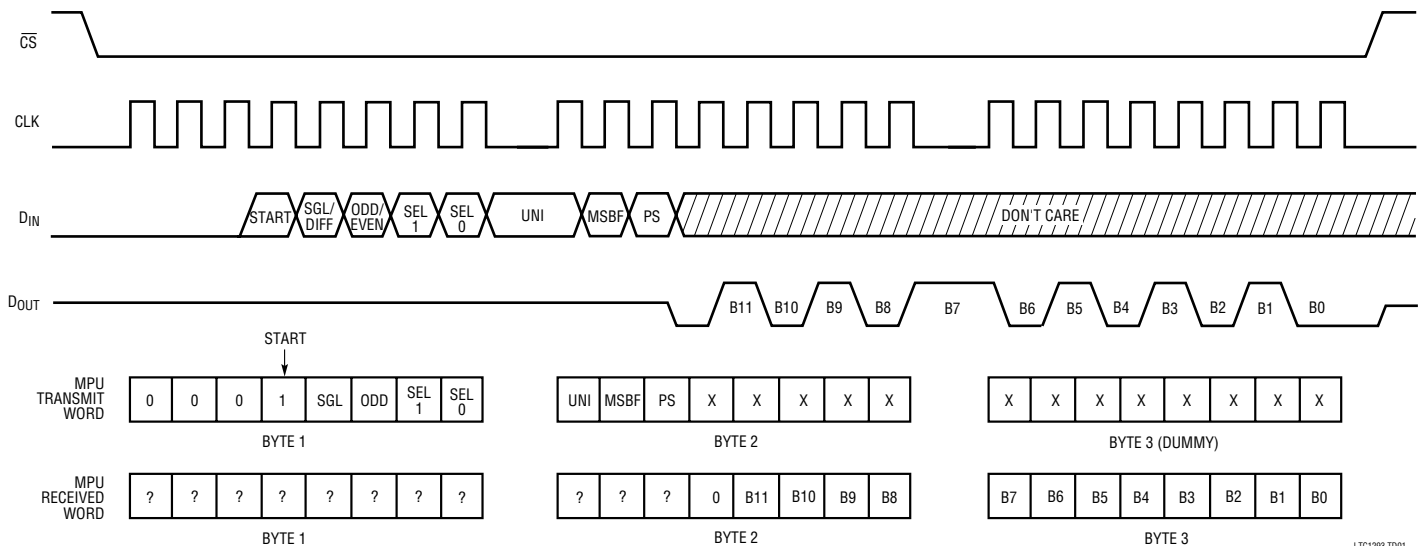 CS
CLK
DIN
START SGL/ ODD/ SEL SEL UNI MSBF PS DON'T CARE
DIFF EVEN 1 0
DOUT
B11 B10 B9 B8 B7 B6 B5 B4 B3 B2 B1 B0
START
MPU
TRANSMIT
WORD
0 0 0 1 SGL ODD SEL 1 SEL 0
BYTE 1
UNI MSBF PS X X X X X
BYTE 2
X X X X X X X X
BYTE 3 (DUMMY)
MPU
RECEIVED
WORD
? ? ? ? ? ? ? ?
BYTE 1
? ? ? 0 B11 B10 B9 B8
BYTE 2
B7 B6 B5 B4 B3 B2 B1 B0
BYTE 3
LTC1293 TD01